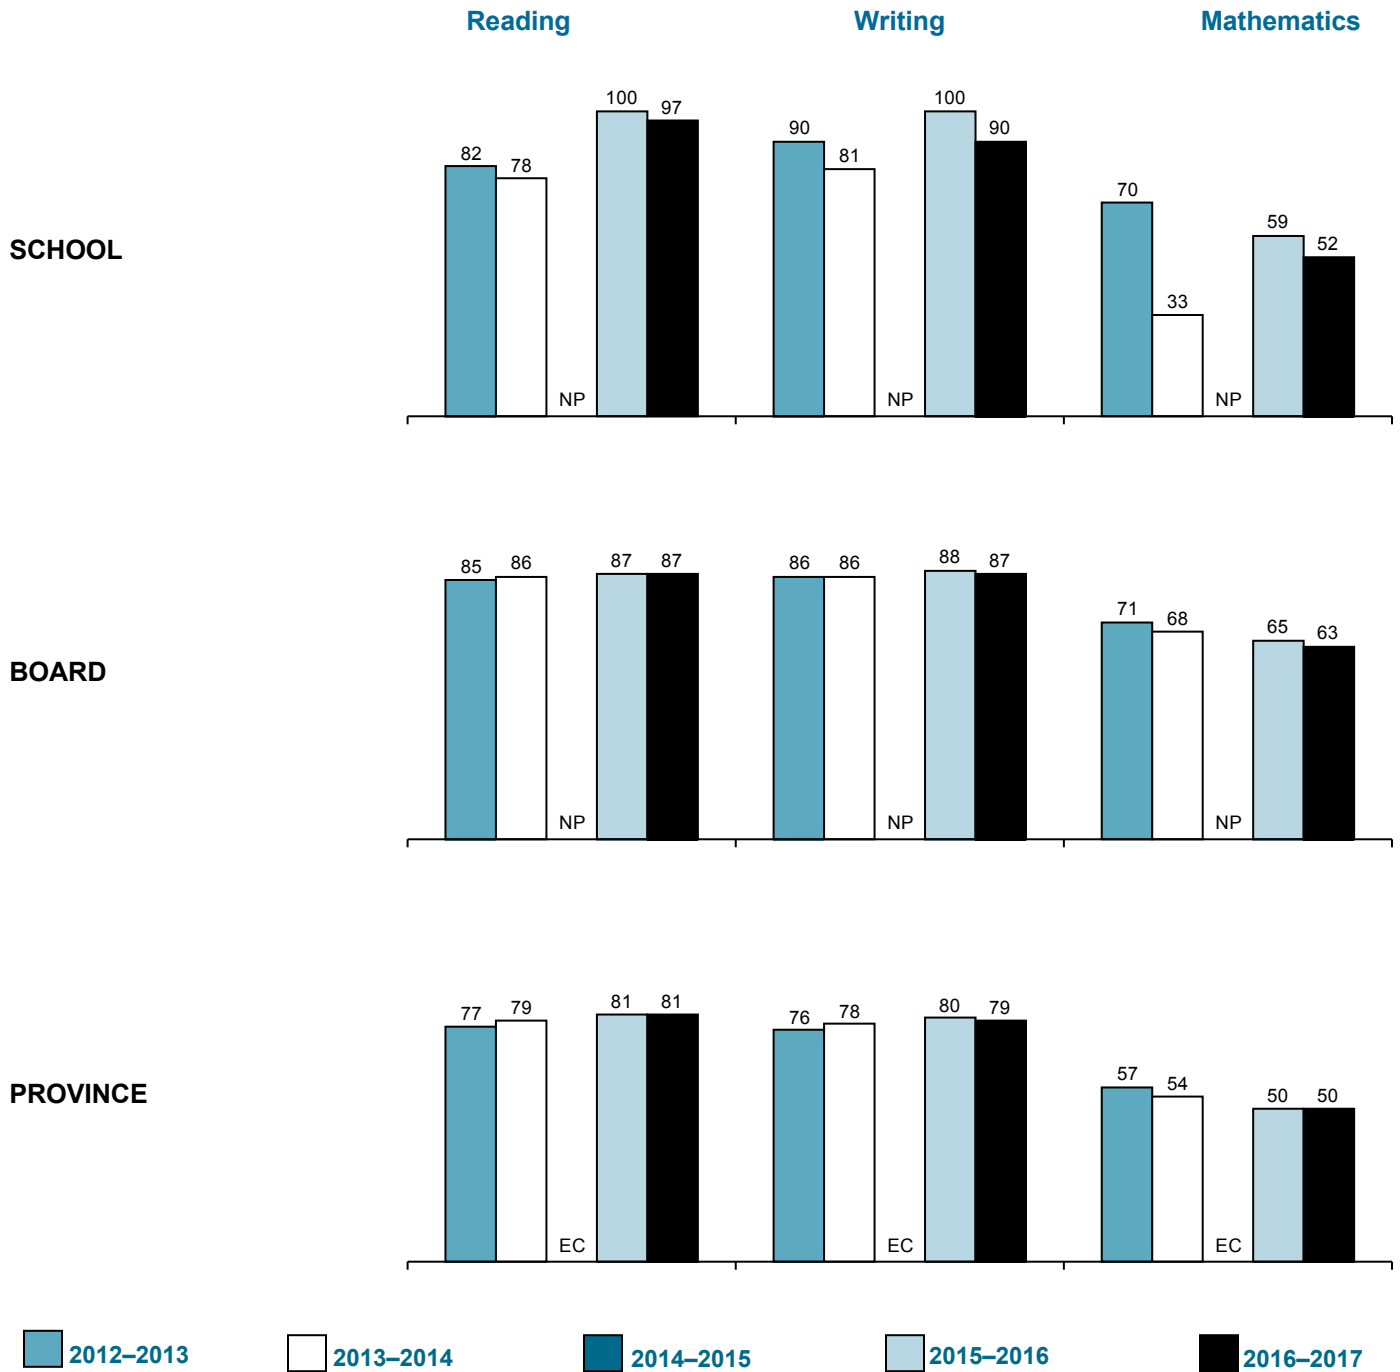 Reading Writing Mathematics
SCHOOL
82 78 NP 100 97 90 81 NP 100 90 70 33 NP 59 52
BOARD
85 86 NP 87 87 86 86 NP 88 87 71 68 NP 65 63
PROVINCE
77 79 EC 81 81 76 78 EC 80 79 57 54 EC 50 50
2012–2013 2013–2014 2014–2015 2015–2016 2016–2017